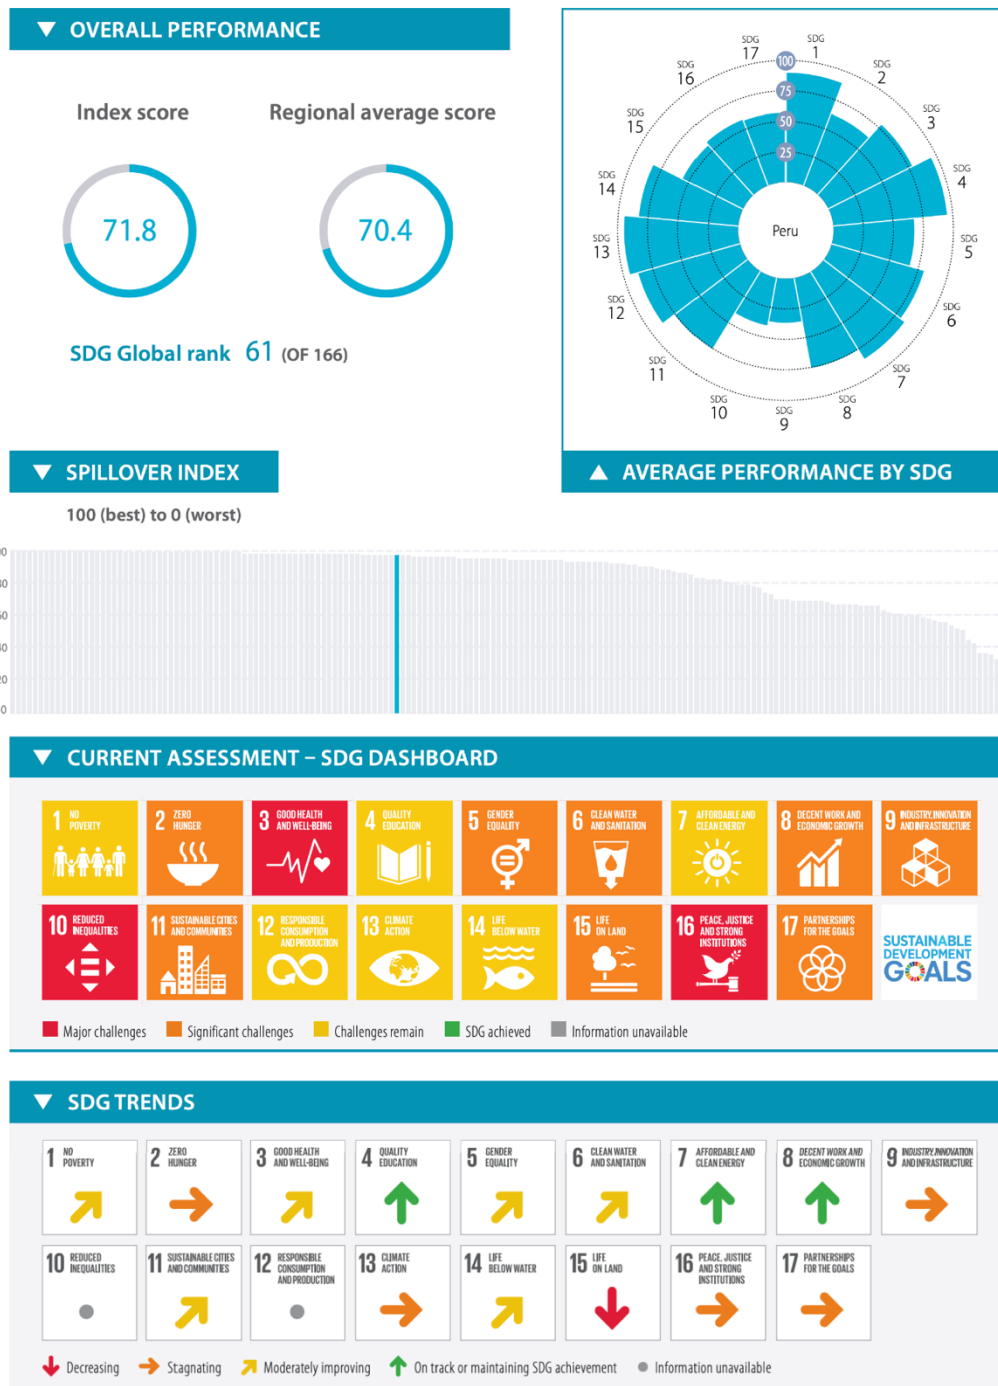 ▼ OVERALL PERFORMANCE
Index score
Regional average score
71.8
70.4
SDG Global rank 61 (OF 166)
SDG 1
SDG 2
SDG 3
SDG 4
SDG 5
SDG 6
SDG 7
SDG 8
SDG 9
SDG 10
SDG 11
SDG 12
SDG 13
SDG 14
SDG 15
SDG 16
SDG 17
100
75
50
25
Peru
▲ AVERAGE PERFORMANCE BY SDG
▼ SPILLOVER INDEX
100 (best) to 0 (worst)
00
80
60
40
20
0
▼ CURRENT ASSESSMENT – SDG DASHBOARD
1 NO POVERTY
2 ZERO HUNGER
3 GOOD HEALTH AND WELL-BEING
4 QUALITY EDUCATION
5 GENDER EQUALITY
6 CLEAN WATER AND SANITATION
7 AFFORDABLE AND CLEAN ENERGY
8 DECENT WORK AND ECONOMIC GROWTH
9 INDUSTRY, INNOVATION AND INFRASTRUCTURE
10 REDUCED INEQUALITIES
11 SUSTAINABLE CITIES AND COMMUNITIES
12 RESPONSIBLE CONSUMPTION AND PRODUCTION
13 CLIMATE ACTION
14 LIFE BELOW WATER
15 LIFE ON LAND
16 PEACE, JUSTICE AND STRONG INSTITUTIONS
17 PARTNERSHIPS FOR THE GOALS
SUSTAINABLE
DEVELOPMENT
GOALS
Major challenges Significant challenges Challenges remain SDG achieved Information unavailable
▼ SDG TRENDS
1 NO POVERTY
2 ZERO HUNGER
3 GOOD HEALTH AND WELL-BEING
4 QUALITY EDUCATION
5 GENDER EQUALITY
6 CLEAN WATER AND SANITATION
7 AFFORDABLE AND CLEAN ENERGY
8 DECENT WORK AND ECONOMIC GROWTH
9 INDUSTRY, INNOVATION AND INFRASTRUCTURE
10 REDUCED INEQUALITIES
11 SUSTAINABLE CITIES AND COMMUNITIES
12 RESPONSIBLE CONSUMPTION AND PRODUCTION
13 CLIMATE ACTION
14 LIFE BELOW WATER
15 LIFE ON LAND
16 PEACE, JUSTICE AND STRONG INSTITUTIONS
17 PARTNERSHIPS FOR THE GOALS
Decreasing Stagnating Moderately improving On track or maintaining SDG achievement Information unavailable